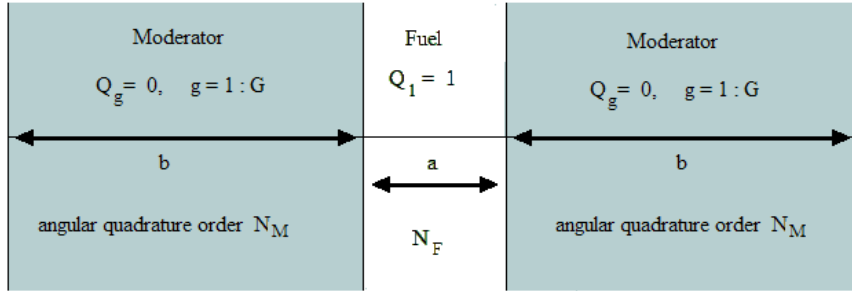 Moderator
Q_g = 0, g = 1 : G
b
angular quadrature order N_M
Fuel
Q_1 = 1
a
N_F
Moderator
Q_g = 0, g = 1 : G
b
angular quadrature order N_M